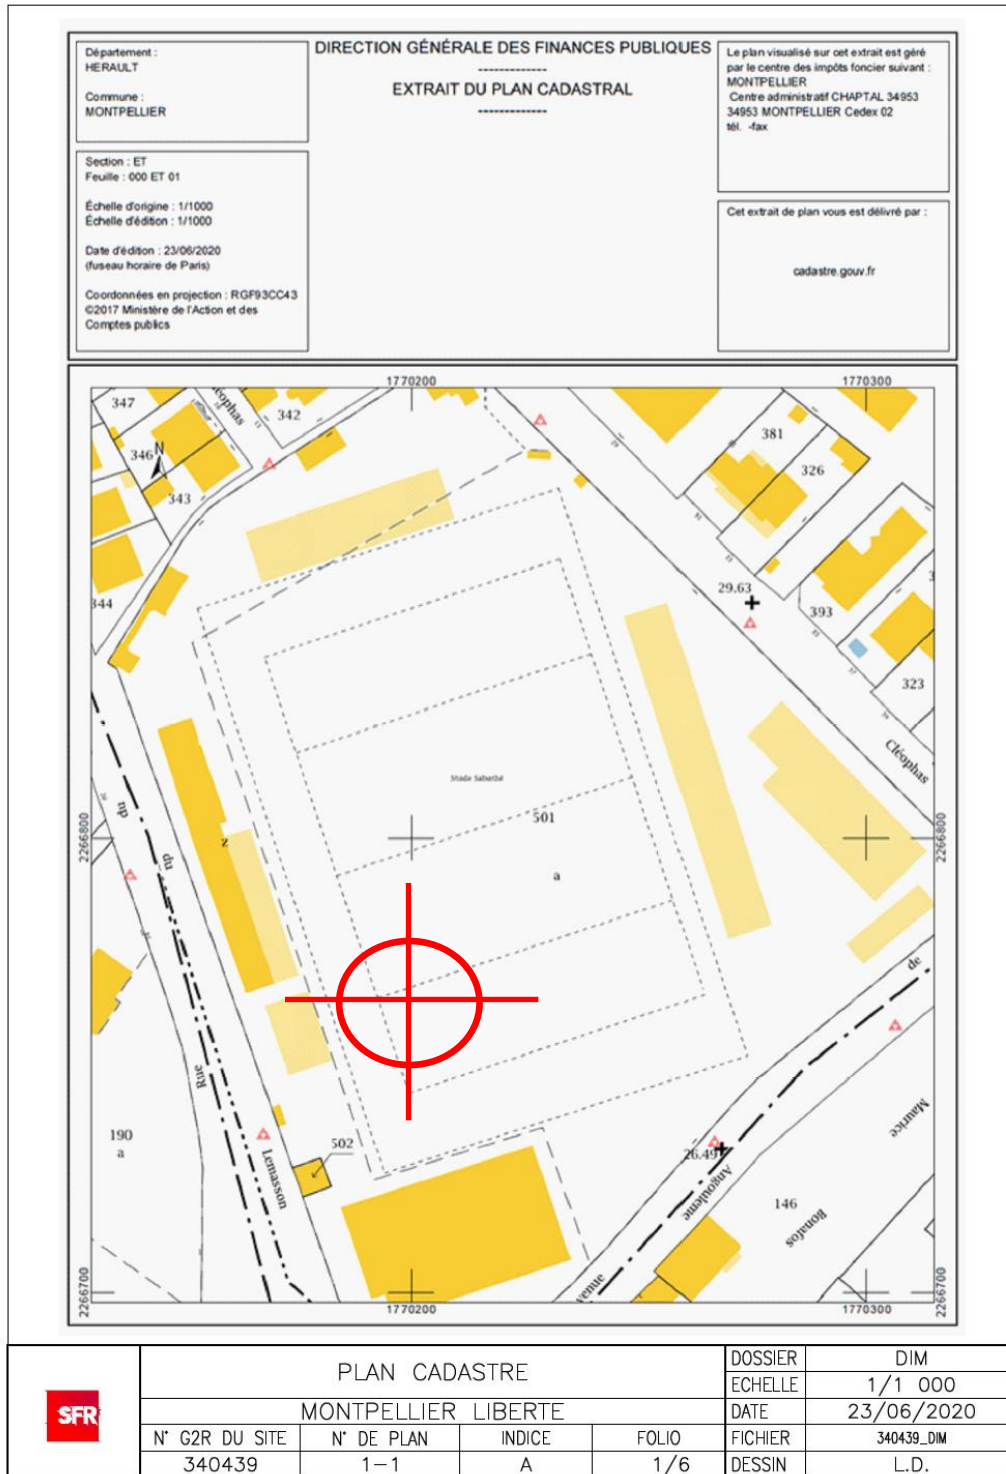 Département :
HERAULT
Commune :
MONTPELLIER
Section : ET
Feuille : 000 ET 01
Échelle d'origine : 1/1000
Échelle d'édition : 1/1000
Date d'édition : 23/06/2020
(fuseau horaire de Paris)
Coordonnées en projection : RGF93CC43
©2017 Ministère de l'Action et des
Comptes publics
DIRECTION GÉNÉRALE DES FINANCES PUBLIQUES
-------------
EXTRAIT DU PLAN CADASTRAL
-------------
Le plan visualisé sur cet extrait est géré
par le centre des impôts foncier suivant :
MONTPELLIER
Centre administratif CHAPTAL 34953
34953 MONTPELLIER Cedex 02
tél. -fax
Cet extrait de plan vous est délivré par :
cadastre.gouv.fr
1770200
1770300
347
342
346
N
343
344
381
326
29.63
393
323
Cléophas
Stade Sabathé
501
a
2266800
2266800
du
Rue
Lemasson
190
a
502
de
Maurice
26.49
Angouleme
146
Bonafos
venue
2266700
2266700
1770200
1770300
SFR
PLAN CADASTRE
MONTPELLIER LIBERTE
N° G2R DU SITE
N° DE PLAN
INDICE
FOLIO
340439
1-1
A
1/6
DOSSIER
DIM
ECHELLE
1/1 000
DATE
23/06/2020
FICHIER
340439_DIM
DESSIN
L.D.